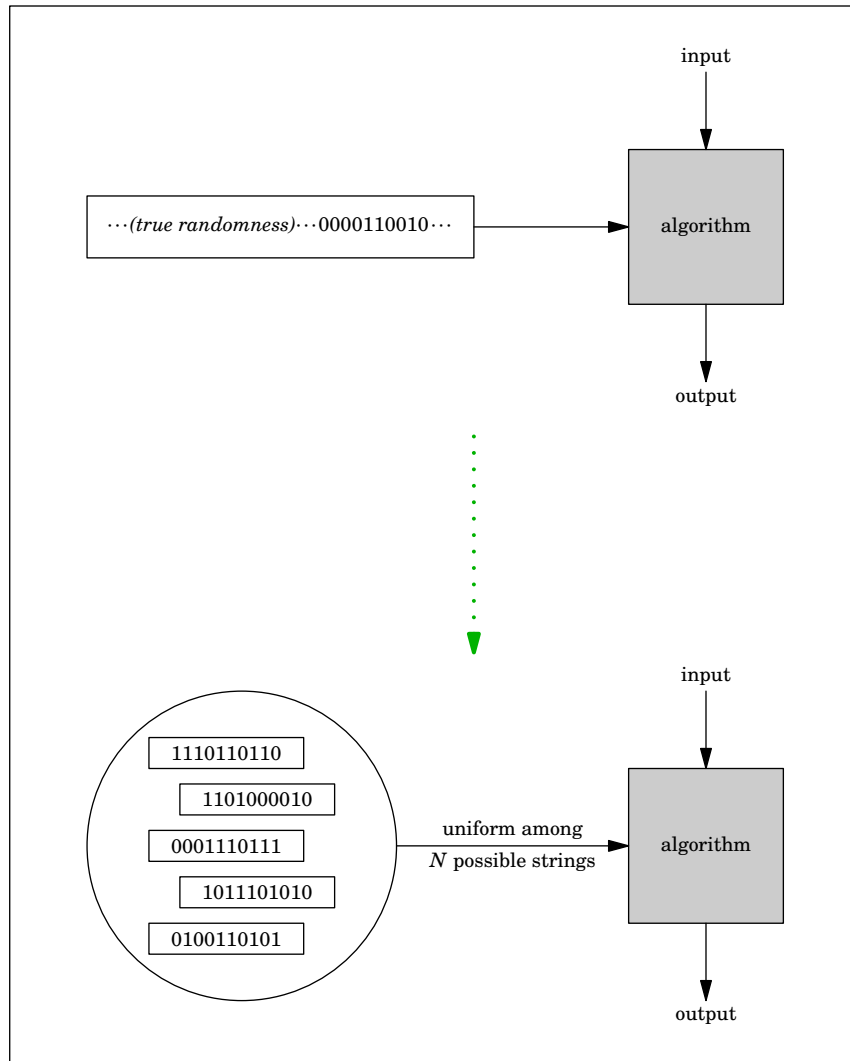 input
⋯(true randomness)⋯0000110010⋯
algorithm
output
input
1110110110
1101000010
0001110111
1011101010
0100110101
uniform among
N possible strings
algorithm
output